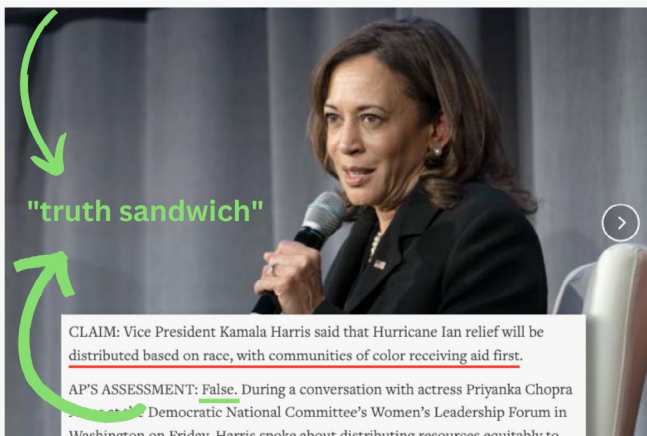 "truth sandwich"
CLAIM: Vice President Kamala Harris said that Hurricane Ian relief will be
distributed based on race, with communities of color receiving aid first.
AP'S ASSESSMENT: False. During a conversation with actress Priyanka Chopra
at the Democratic National Committee's Women's Leadership Forum in
Washington on Friday, Harris spoke about distributing resources equitably to